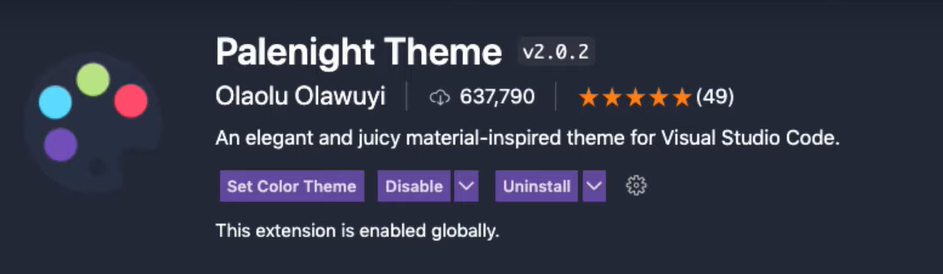 Palenight Theme v2.0.2
Olaolu Olawuyi 637,790 (49)
An elegant and juicy material-inspired theme for Visual Studio Code.
Set Color Theme Disable Uninstall
This extension is enabled globally.